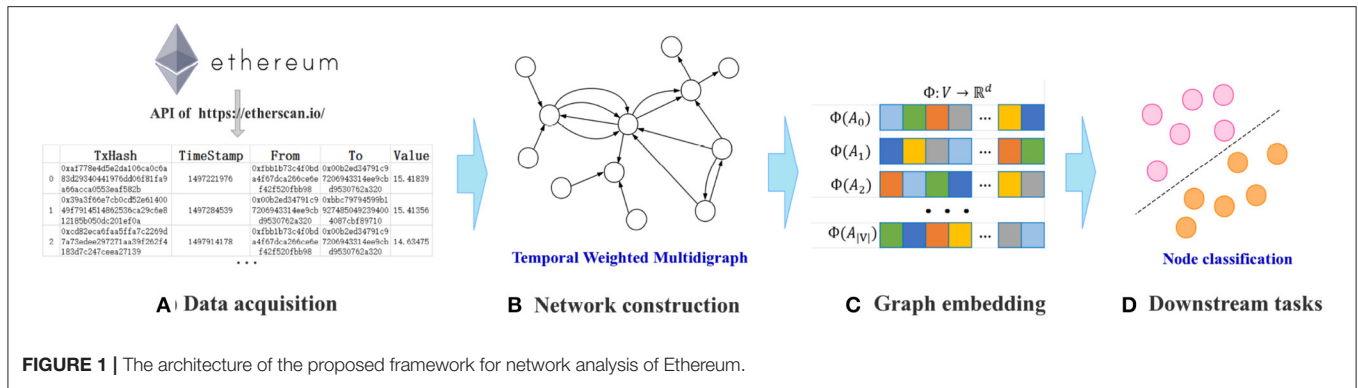 ethereum
API of https://etherscan.io/
TxHash TimeStamp From To Value
0 0xaf778e4d5e2da106ca0c6a 83d29340441976dd406f81fa9 a66acca0553eaf582b 1497221976 0xfbb1b73c4f0bd a4f67dca266ce6e f42f520fbb98 0x00b2ed34791c9 7206943314ee9cb d9530762a320 15.41839
1 0x39a3f66e7cb0cd52e61400 49f7914514862536ca29c6e8 12185b050dc201ef0a 1497284539 0x00b2ed34791c9 7206943314ee9cb d9530762a320 0xbbc79794599b1 927485049239400 4087cbf89710 15.41356
2 0xcd82eca6faa5ffa7c2269d 7a73edee297271aa39f262f4 183d7c247ceea27139 1497914178 0xfbb1b73c4f0bd a4f67dca266ce6e f42f520fbb98 0x00b2ed34791c9 7206943314ee9cb d9530762a320 14.63475
...
A) Data acquisition
Temporal Weighted Multidigraph
B Network construction
Φ: V → ℝᵈ
Φ(A₀) ...
Φ(A₁) ...
Φ(A₂) ...
• • •
Φ(A|V|) ...
C Graph embedding
Node classification
D Downstream tasks
FIGURE 1 | The architecture of the proposed framework for network analysis of Ethereum.